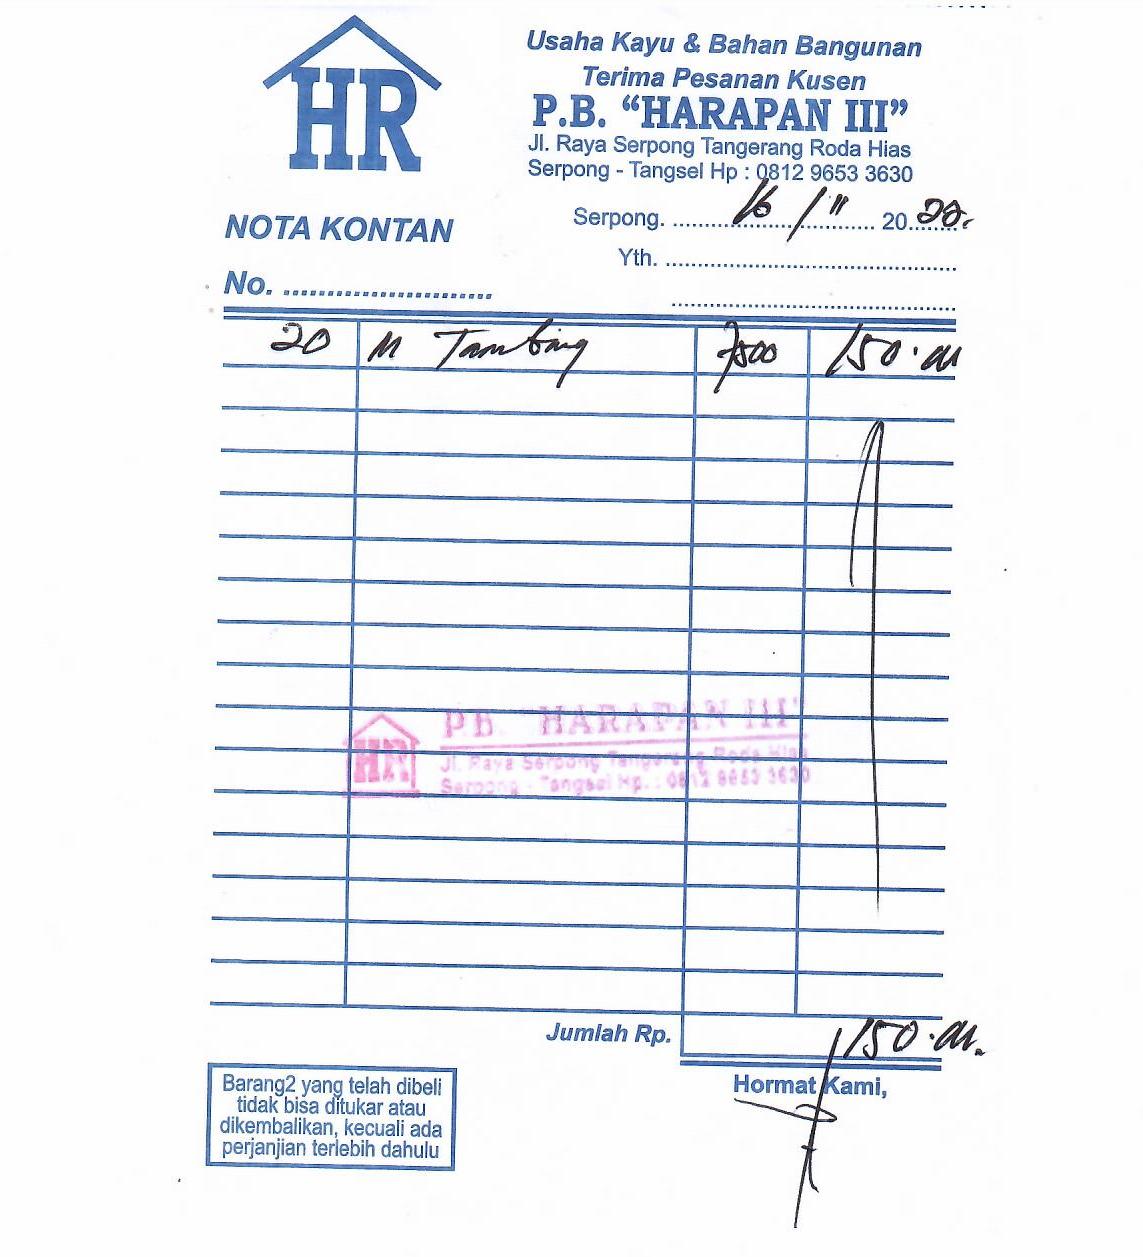 HR
Usaha Kayu & Bahan Bangunan
Terima Pesanan Kusen
P.B. “HARAPAN III”
Jl. Raya Serpong Tangerang Roda Hias
Serpong - Tangsel Hp : 0812 9653 3630
NOTA KONTAN
Serpong. 16 / 11 2022.
Yth.
No.
20 M Tambang 7500 150.000
HR
P.B. "HARAPAN III"
Jl. Raya Serpong Tangerang Roda Hias
Serpong - Tangsel Hp. : 0812 9653 3630
Jumlah Rp. 150.000.
Hormat Kami,
Barang2 yang telah dibeli
tidak bisa ditukar atau
dikembalikan, kecuali ada
perjanjian terlebih dahulu